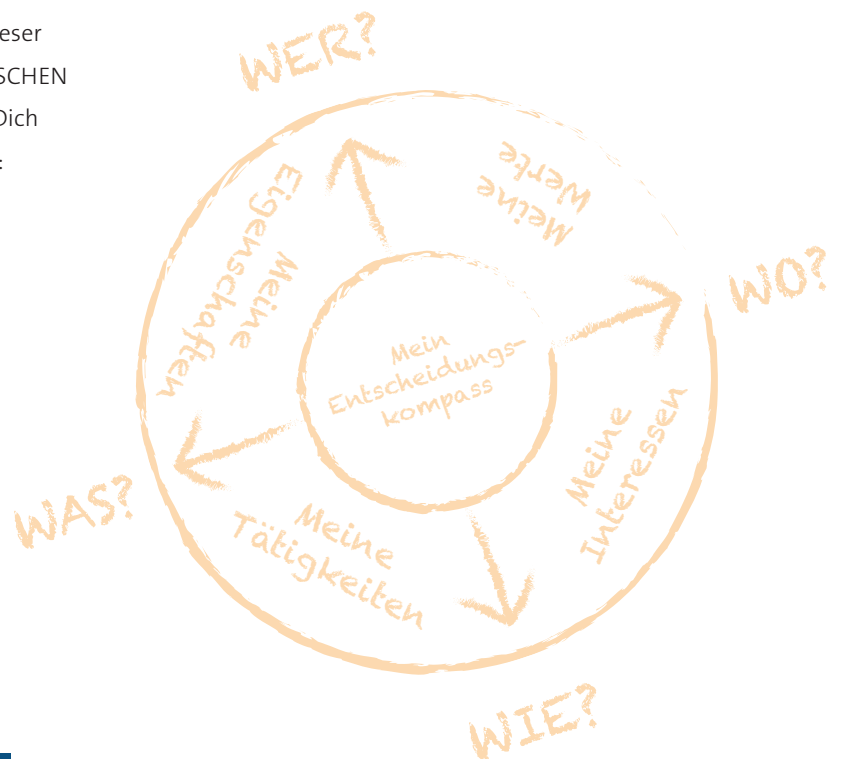 eser
SCHEN
Dich
:
WER?
Meine
Werte
Meine
Eigenschaften
WO?
Mein
Entscheidungs-
kompass
Meine
Interessen
WAS?
Meine
Tätigkeiten
WIE?